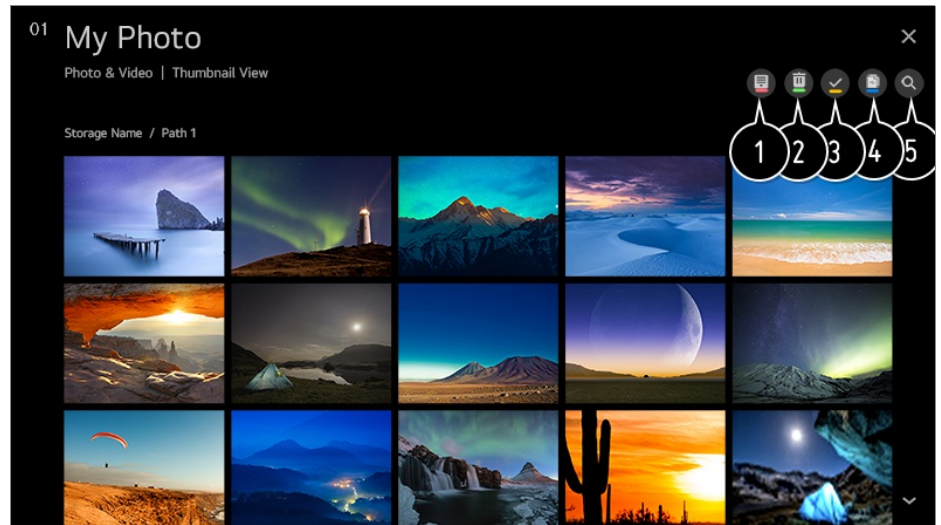 01
My Photo
Photo & Video | Thumbnail View
Storage Name / Path 1
1 2 3 4 5